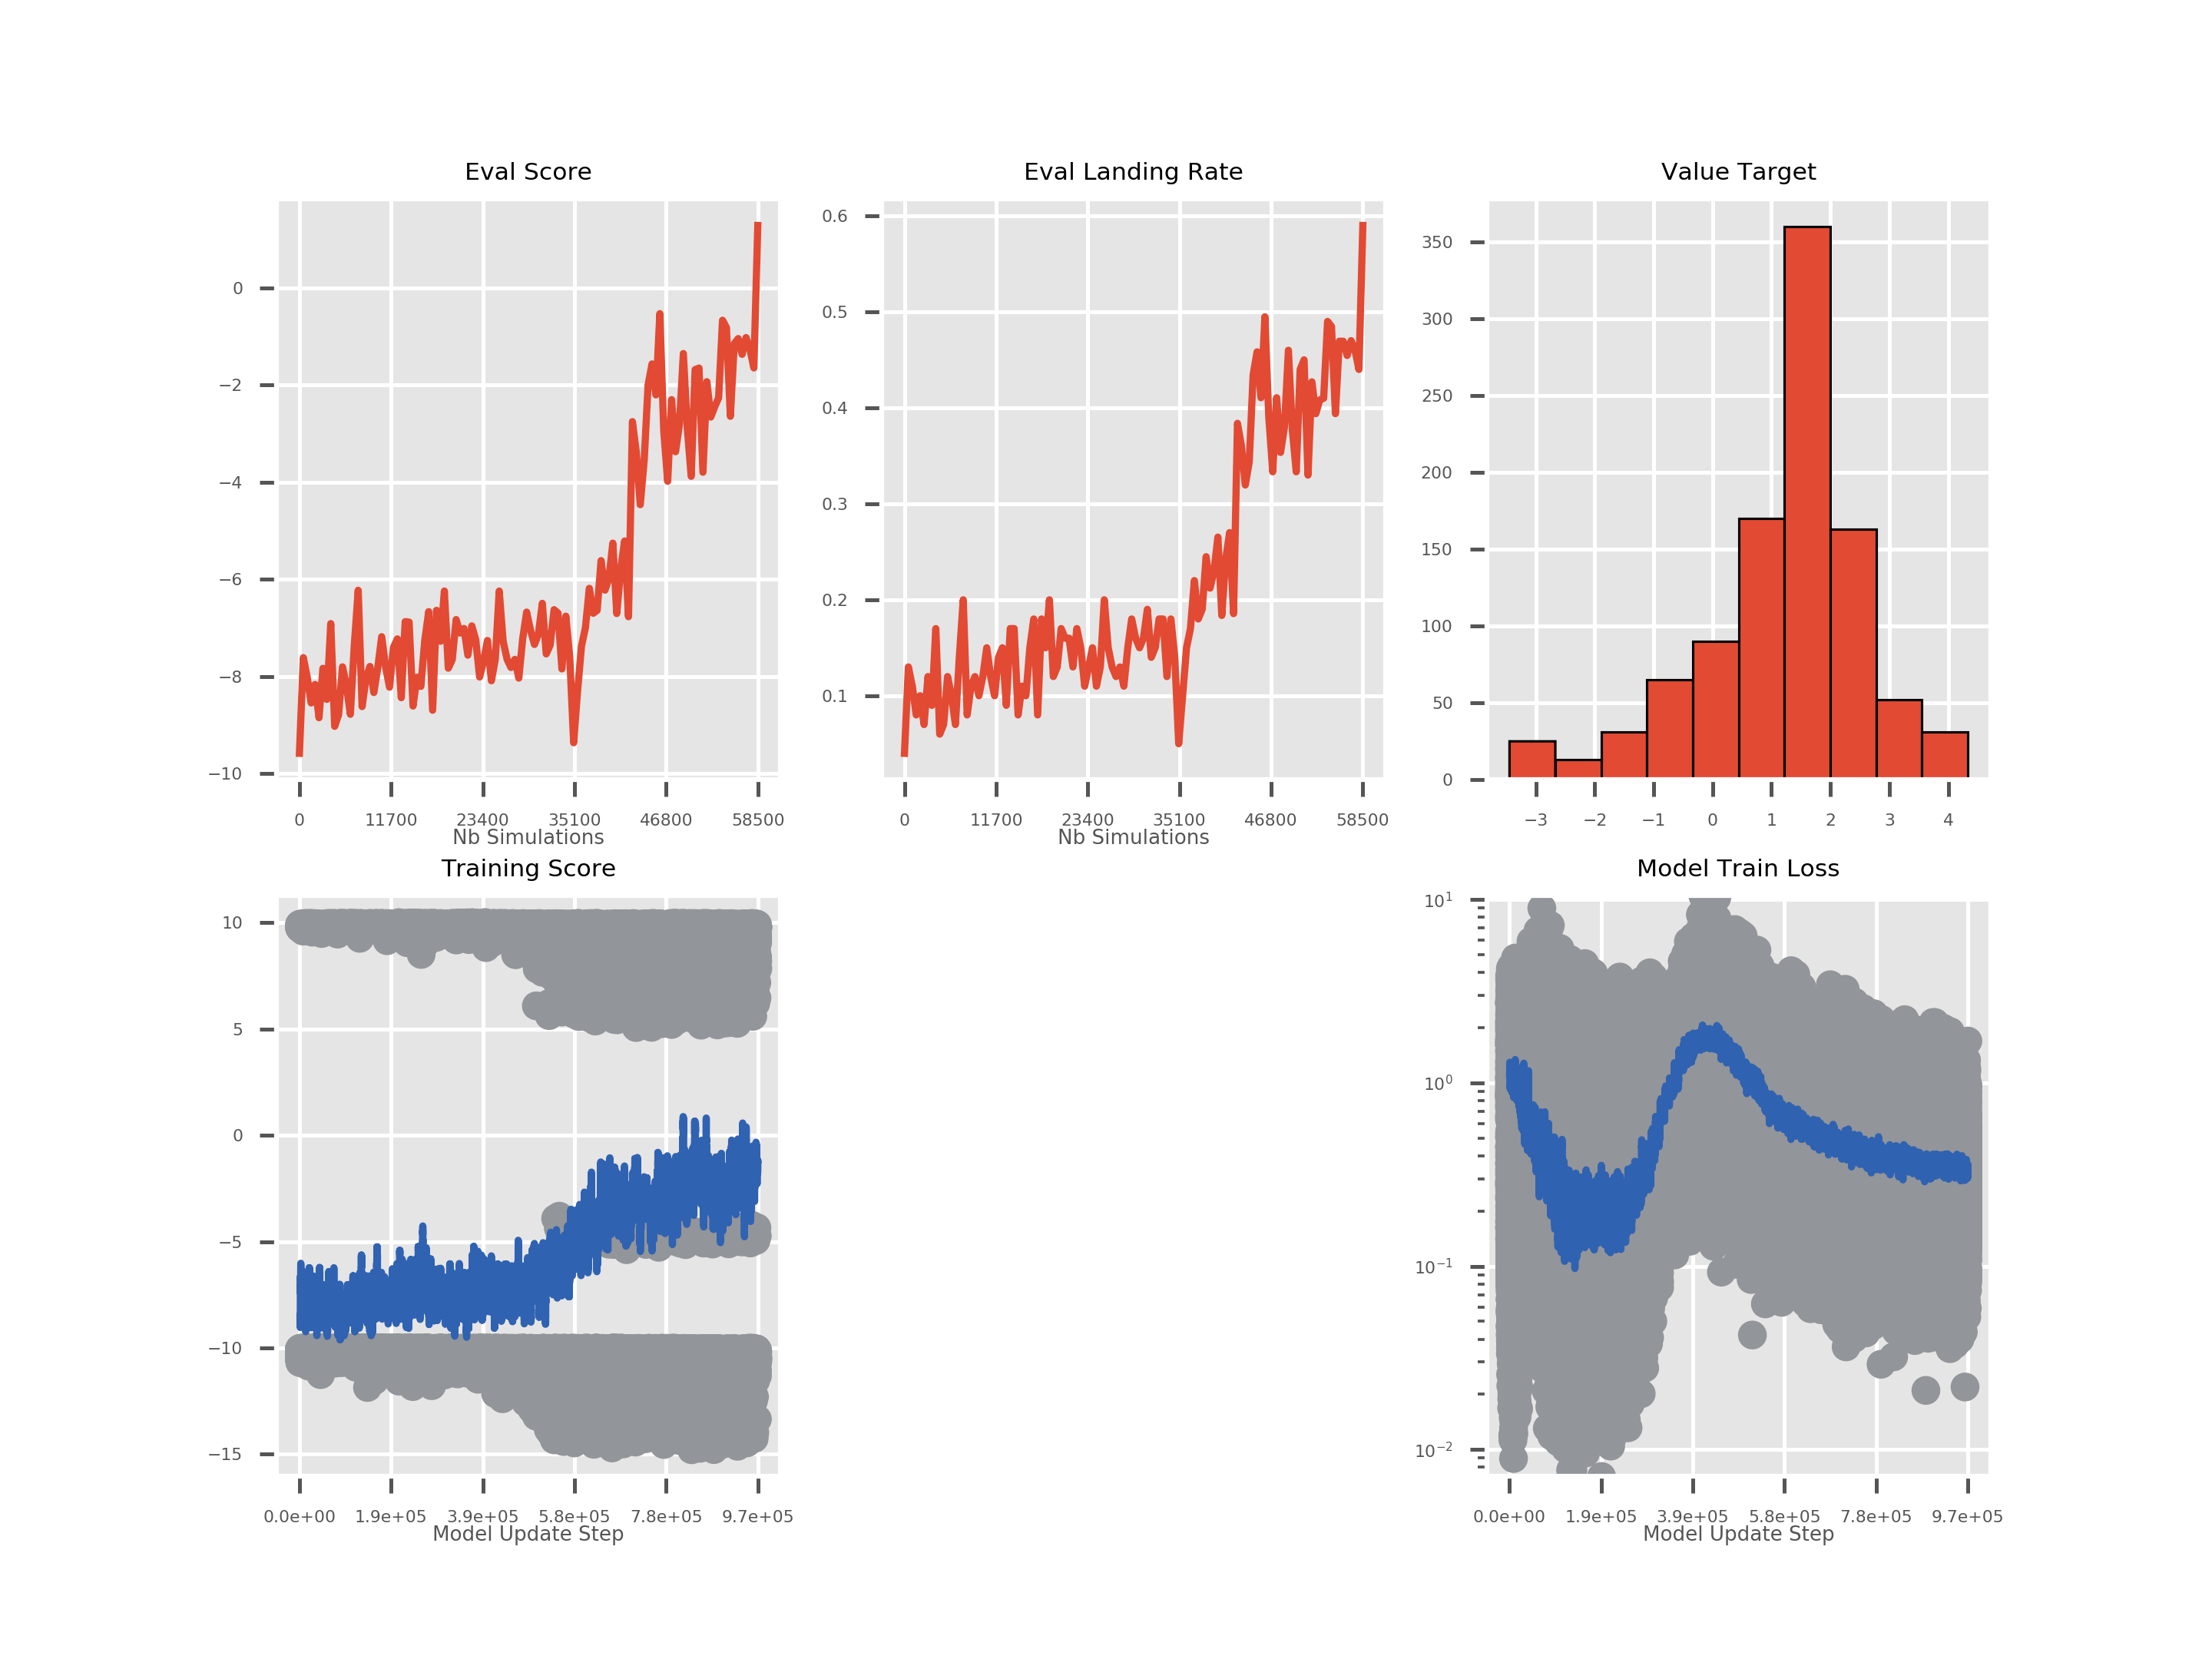 Eval Score
0
−2
−4
−6
−8
−10
0 11700 23400 35100 46800 58500
Nb Simulations
Eval Landing Rate
0.6
0.5
0.4
0.3
0.2
0.1
0 11700 23400 35100 46800 58500
Nb Simulations
Value Target
350
300
250
200
150
100
50
0
−3 −2 −1 0 1 2 3 4
Training Score
10
5
0
−5
−10
−15
0.0e+00 1.9e+05 3.9e+05 5.8e+05 7.8e+05 9.7e+05
Model Update Step
Model Train Loss
10¹
10⁰
10⁻¹
10⁻²
0.0e+00 1.9e+05 3.9e+05 5.8e+05 7.8e+05 9.7e+05
Model Update Step